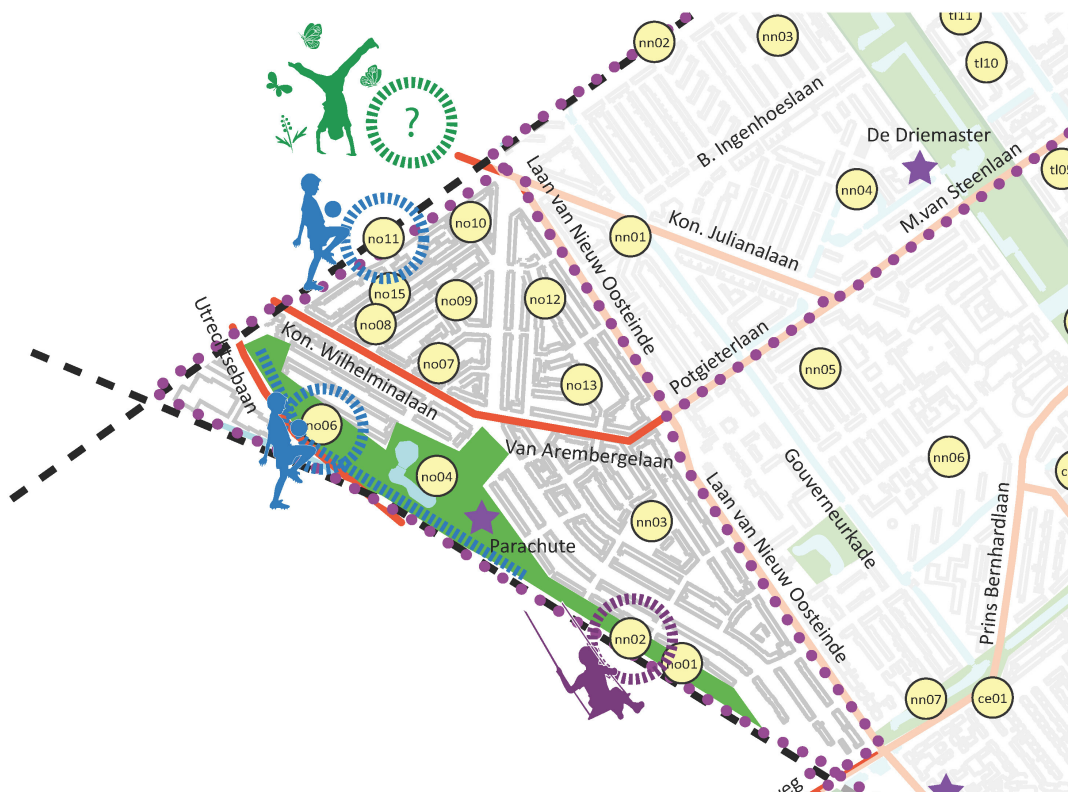 tl11
nn03
nn02
tl10
B. Ingenhoeslaan
?
De Driemaster
M.van Steenlaan
nn04
Laan van Nieuw Oosteinde
no10
no11
nn01
Kon. Julianalaan
no15
no09
no12
Utrechtsebaan
no08
Kon. Wilhelminalaan
no07
no13
Potgieterlaan
nn05
no06
Van Arembergelaan
no04
Gouverneurkade
nn06
Laan van Nieuw Oosteinde
nn03
Parachute
Prins Bernhardlaan
nn02
no01
nn07
ce01